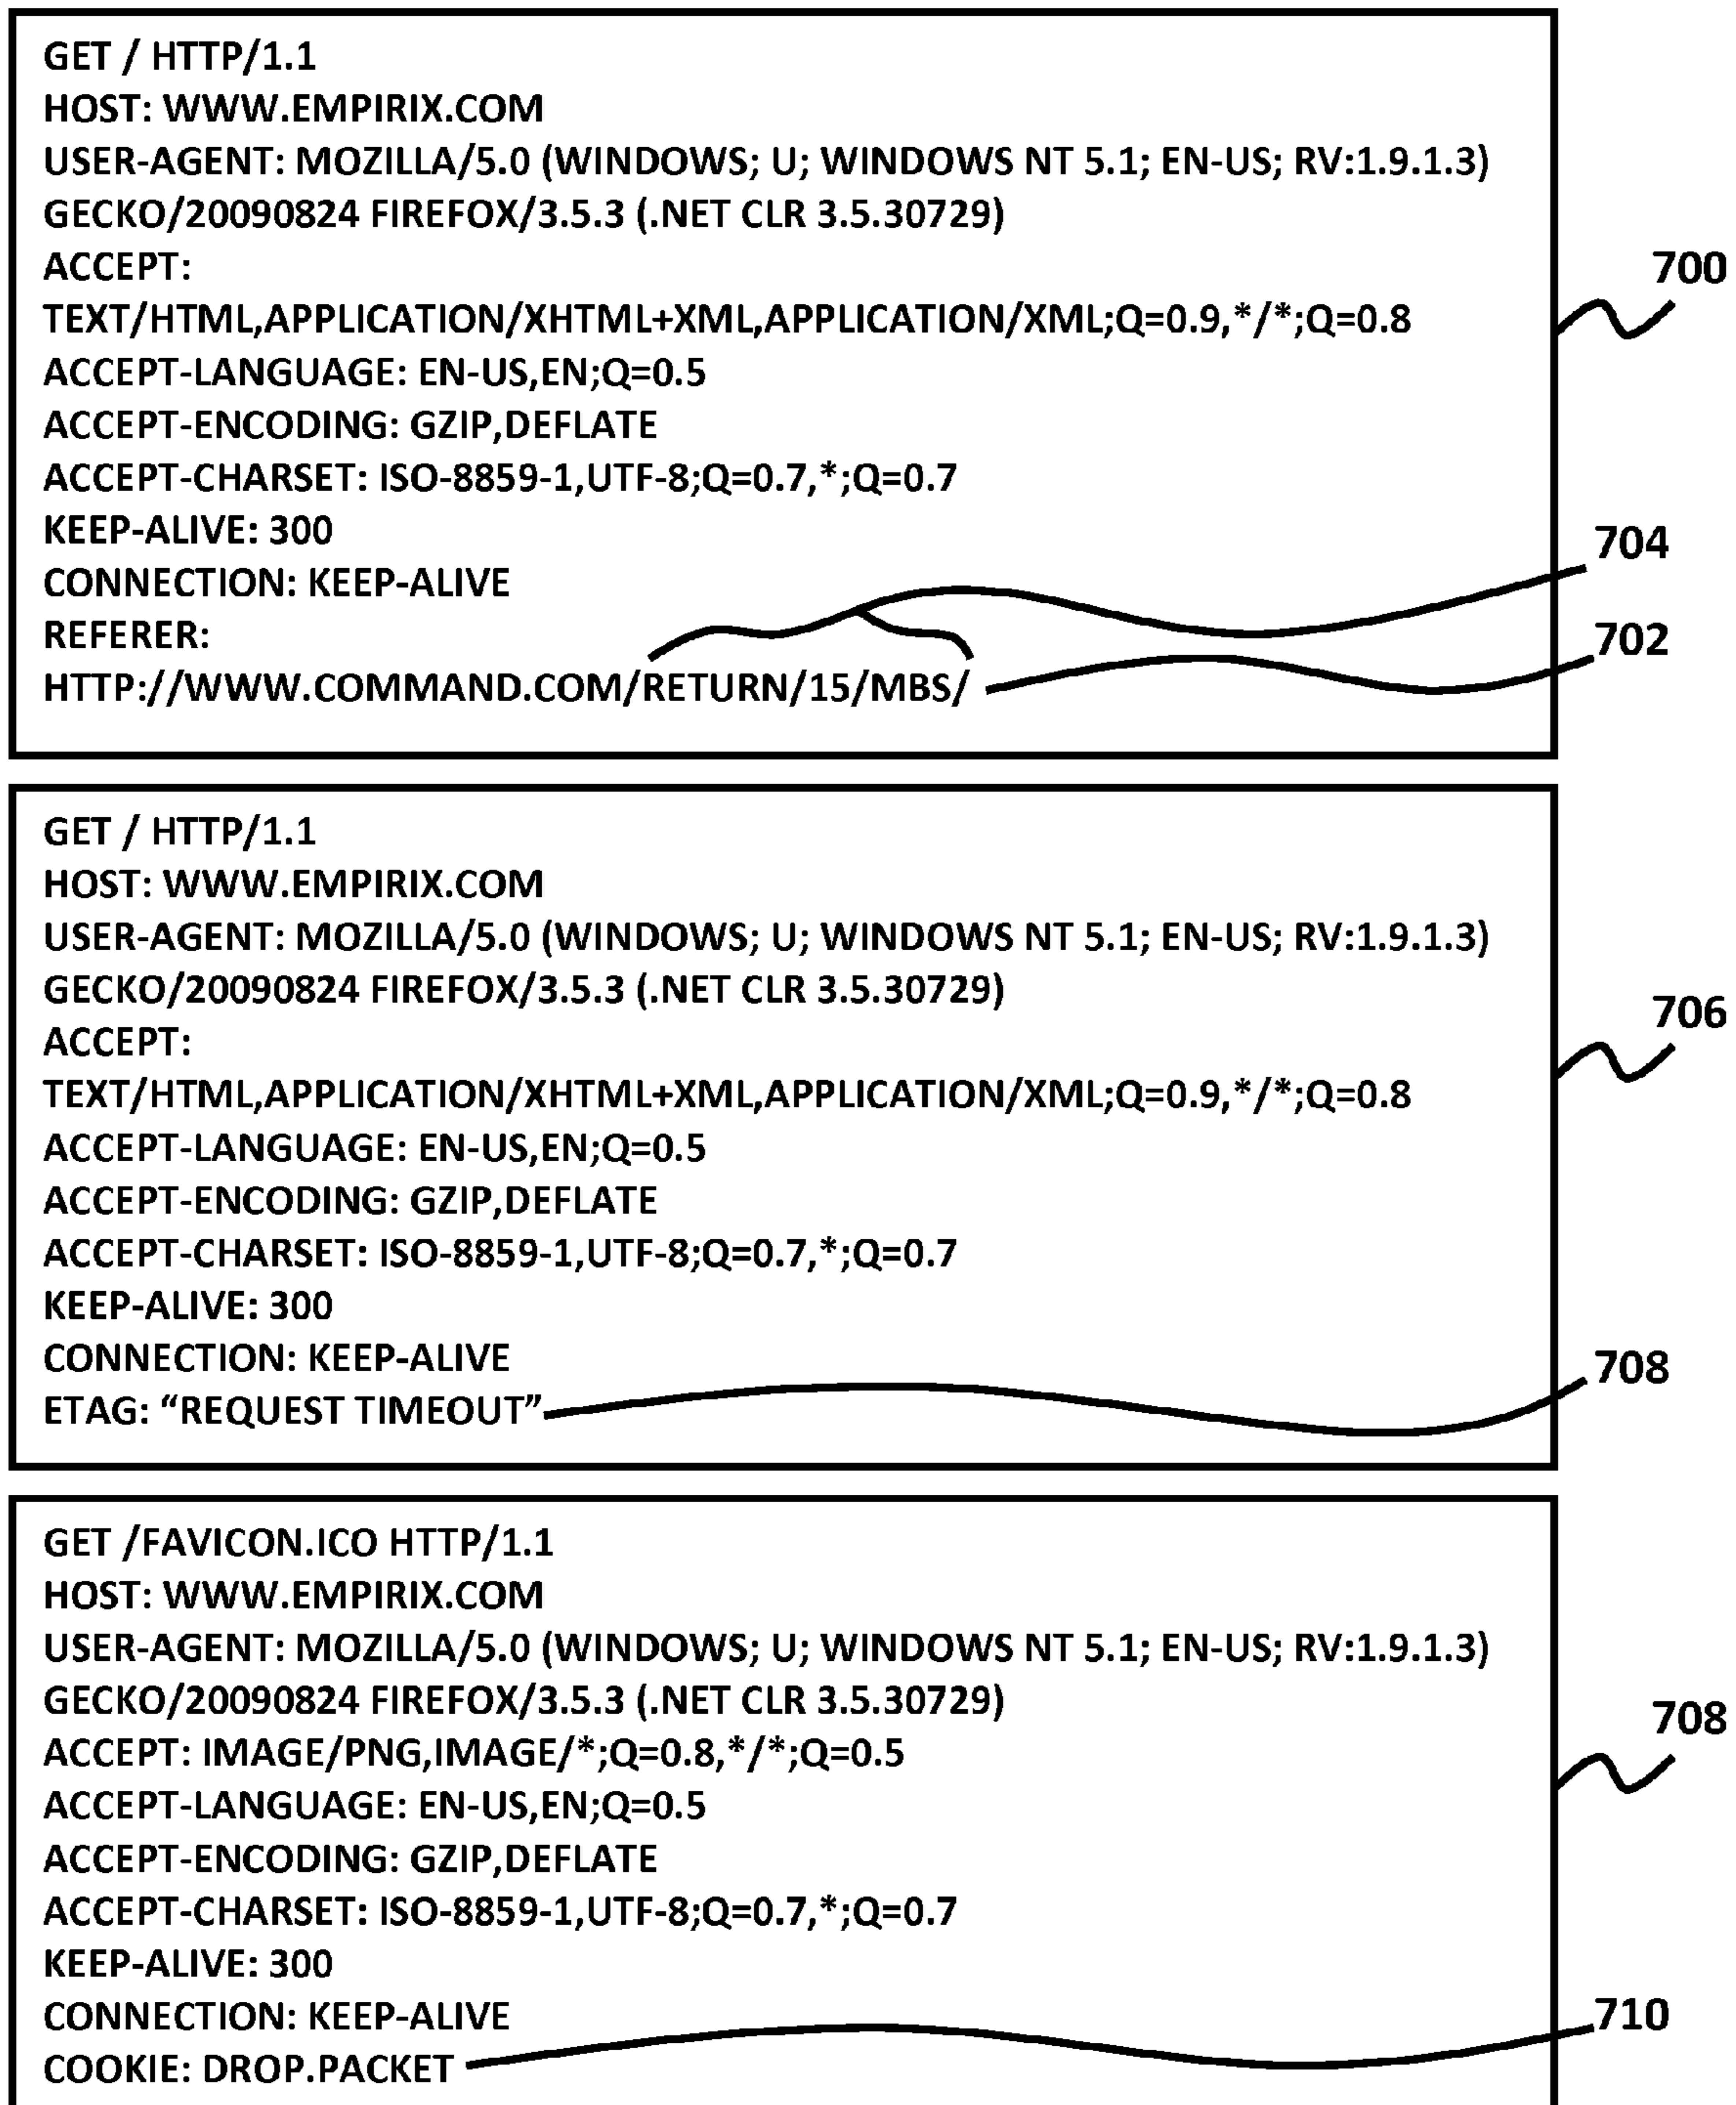 GET / HTTP/1.1
HOST: WWW.EMPIRIX.COM
USER-AGENT: MOZILLA/5.0 (WINDOWS; U; WINDOWS NT 5.1; EN-US; RV:1.9.1.3)
GECKO/20090824 FIREFOX/3.5.3 (.NET CLR 3.5.30729)
ACCEPT:
700
TEXT/HTML,APPLICATION/XHTML+XML,APPLICATION/XML;Q=0.9,*/*;Q=0.8
ACCEPT-LANGUAGE: EN-US,EN;Q=0.5
ACCEPT-ENCODING: GZIP,DEFLATE
ACCEPT-CHARSET: ISO-8859-1,UTF-8;Q=0.7,*;Q=0.7
KEEP-ALIVE: 300
704
CONNECTION: KEEP-ALIVE
REFERER:
702
HTTP://WWW.COMMAND.COM/RETURN/15/MBS/
GET / HTTP/1.1
HOST: WWW.EMPIRIX.COM
USER-AGENT: MOZILLA/5.0 (WINDOWS; U; WINDOWS NT 5.1; EN-US; RV:1.9.1.3)
GECKO/20090824 FIREFOX/3.5.3 (.NET CLR 3.5.30729)
706
ACCEPT:
TEXT/HTML,APPLICATION/XHTML+XML,APPLICATION/XML;Q=0.9,*/*;Q=0.8
ACCEPT-LANGUAGE: EN-US,EN;Q=0.5
ACCEPT-ENCODING: GZIP,DEFLATE
ACCEPT-CHARSET: ISO-8859-1,UTF-8;Q=0.7,*;Q=0.7
KEEP-ALIVE: 300
CONNECTION: KEEP-ALIVE
708
ETAG: “REQUEST TIMEOUT”
GET /FAVICON.ICO HTTP/1.1
HOST: WWW.EMPIRIX.COM
USER-AGENT: MOZILLA/5.0 (WINDOWS; U; WINDOWS NT 5.1; EN-US; RV:1.9.1.3)
GECKO/20090824 FIREFOX/3.5.3 (.NET CLR 3.5.30729)
708
ACCEPT: IMAGE/PNG,IMAGE/*;Q=0.8,*/*;Q=0.5
ACCEPT-LANGUAGE: EN-US,EN;Q=0.5
ACCEPT-ENCODING: GZIP,DEFLATE
ACCEPT-CHARSET: ISO-8859-1,UTF-8;Q=0.7,*;Q=0.7
KEEP-ALIVE: 300
CONNECTION: KEEP-ALIVE
710
COOKIE: DROP.PACKET